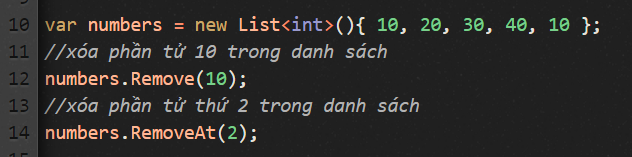 10 var numbers = new List<int>(){ 10, 20, 30, 40, 10 };
11 //xóa phần tử 10 trong danh sách
12 numbers.Remove(10);
13 //xóa phần tử thứ 2 trong danh sách
14 numbers.RemoveAt(2);